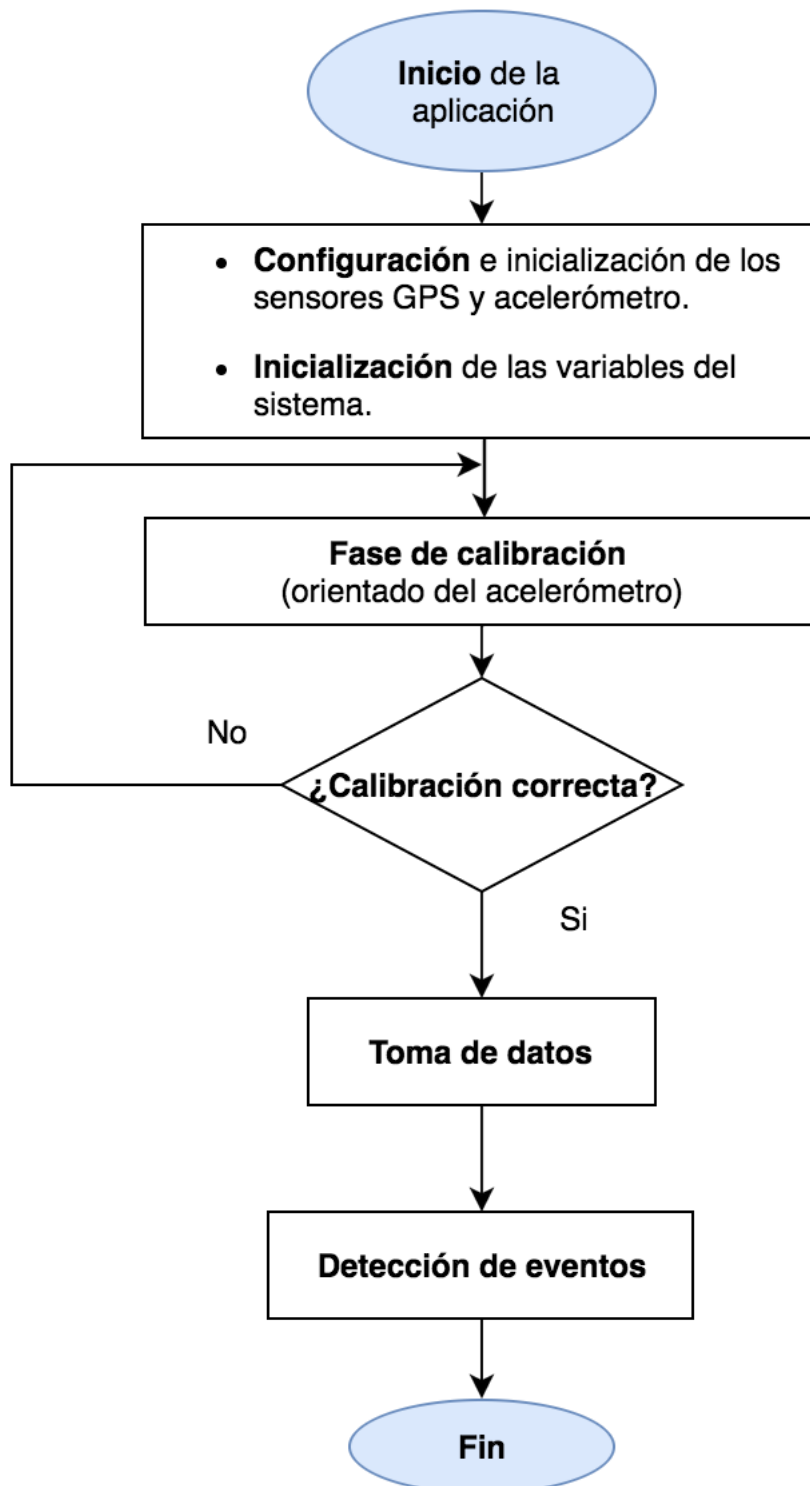 Inicio de la
aplicación
• Configuración e inicialización de los
sensores GPS y acelerómetro.
• Inicialización de las variables del
sistema.
Fase de calibración
(orientado del acelerómetro)
No
¿Calibración correcta?
Si
Toma de datos
Detección de eventos
Fin